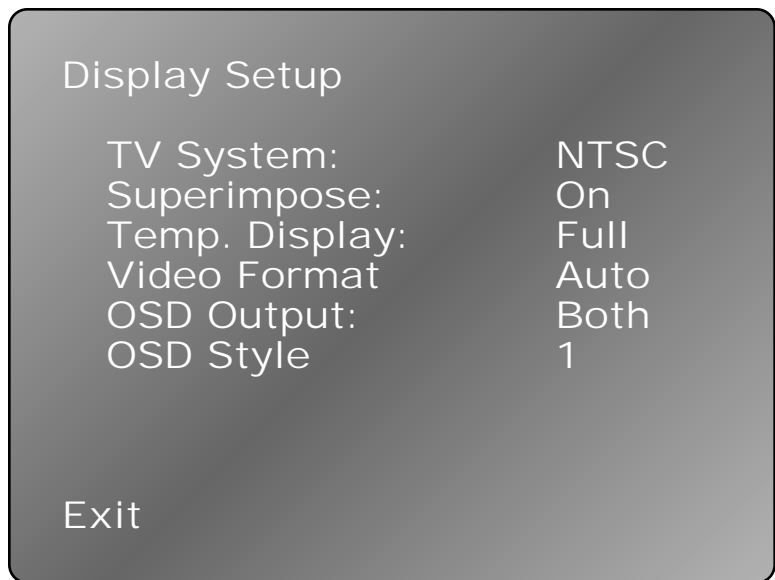 Display Setup
TV System: NTSC
Superimpose: On
Temp. Display: Full
Video Format Auto
OSD Output: Both
OSD Style 1
Exit